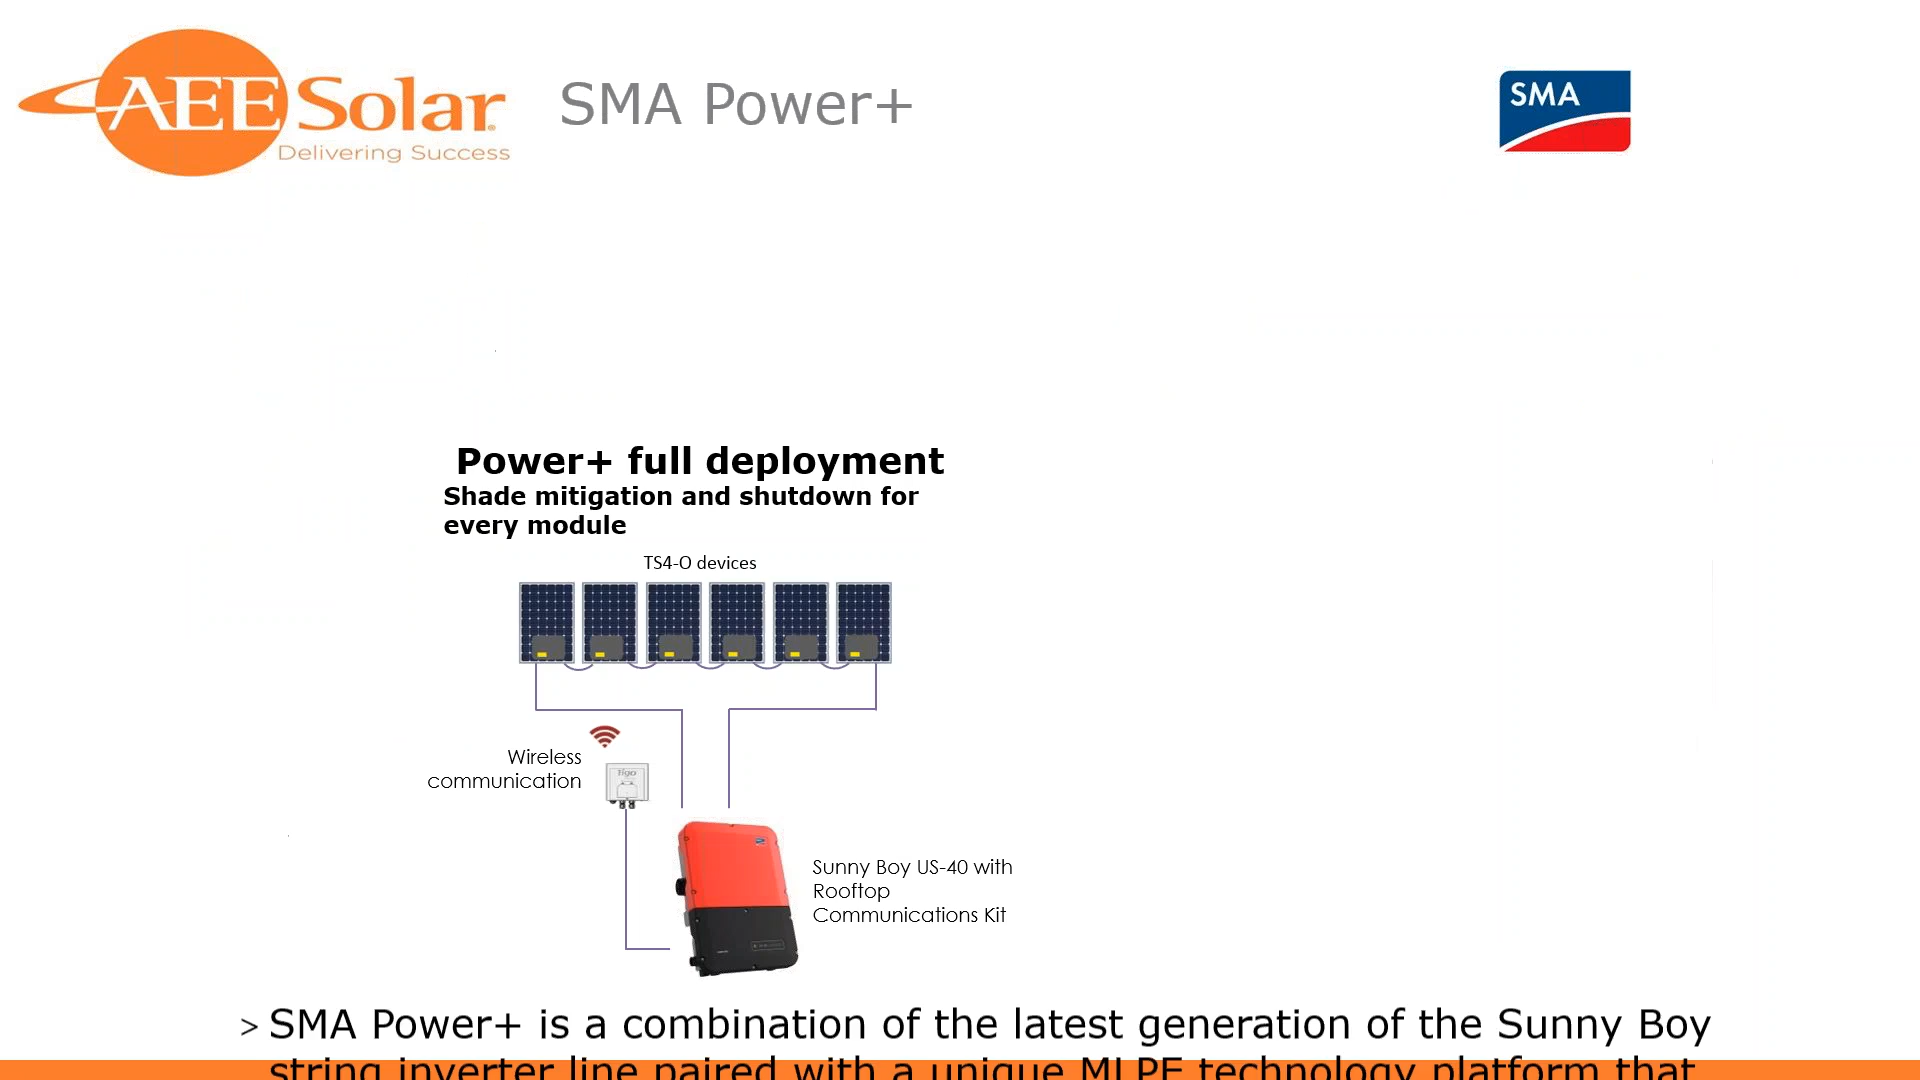 AEE Solar
Delivering Success
SMA Power+
SMA
Power+ full deployment
Shade mitigation and shutdown for
every module
TS4-O devices
Wireless
communication
Tigo
Sunny Boy US-40 with
Rooftop
Communications Kit
> SMA Power+ is a combination of the latest generation of the Sunny Boy
string inverter line paired with a unique MLPE technology platform that